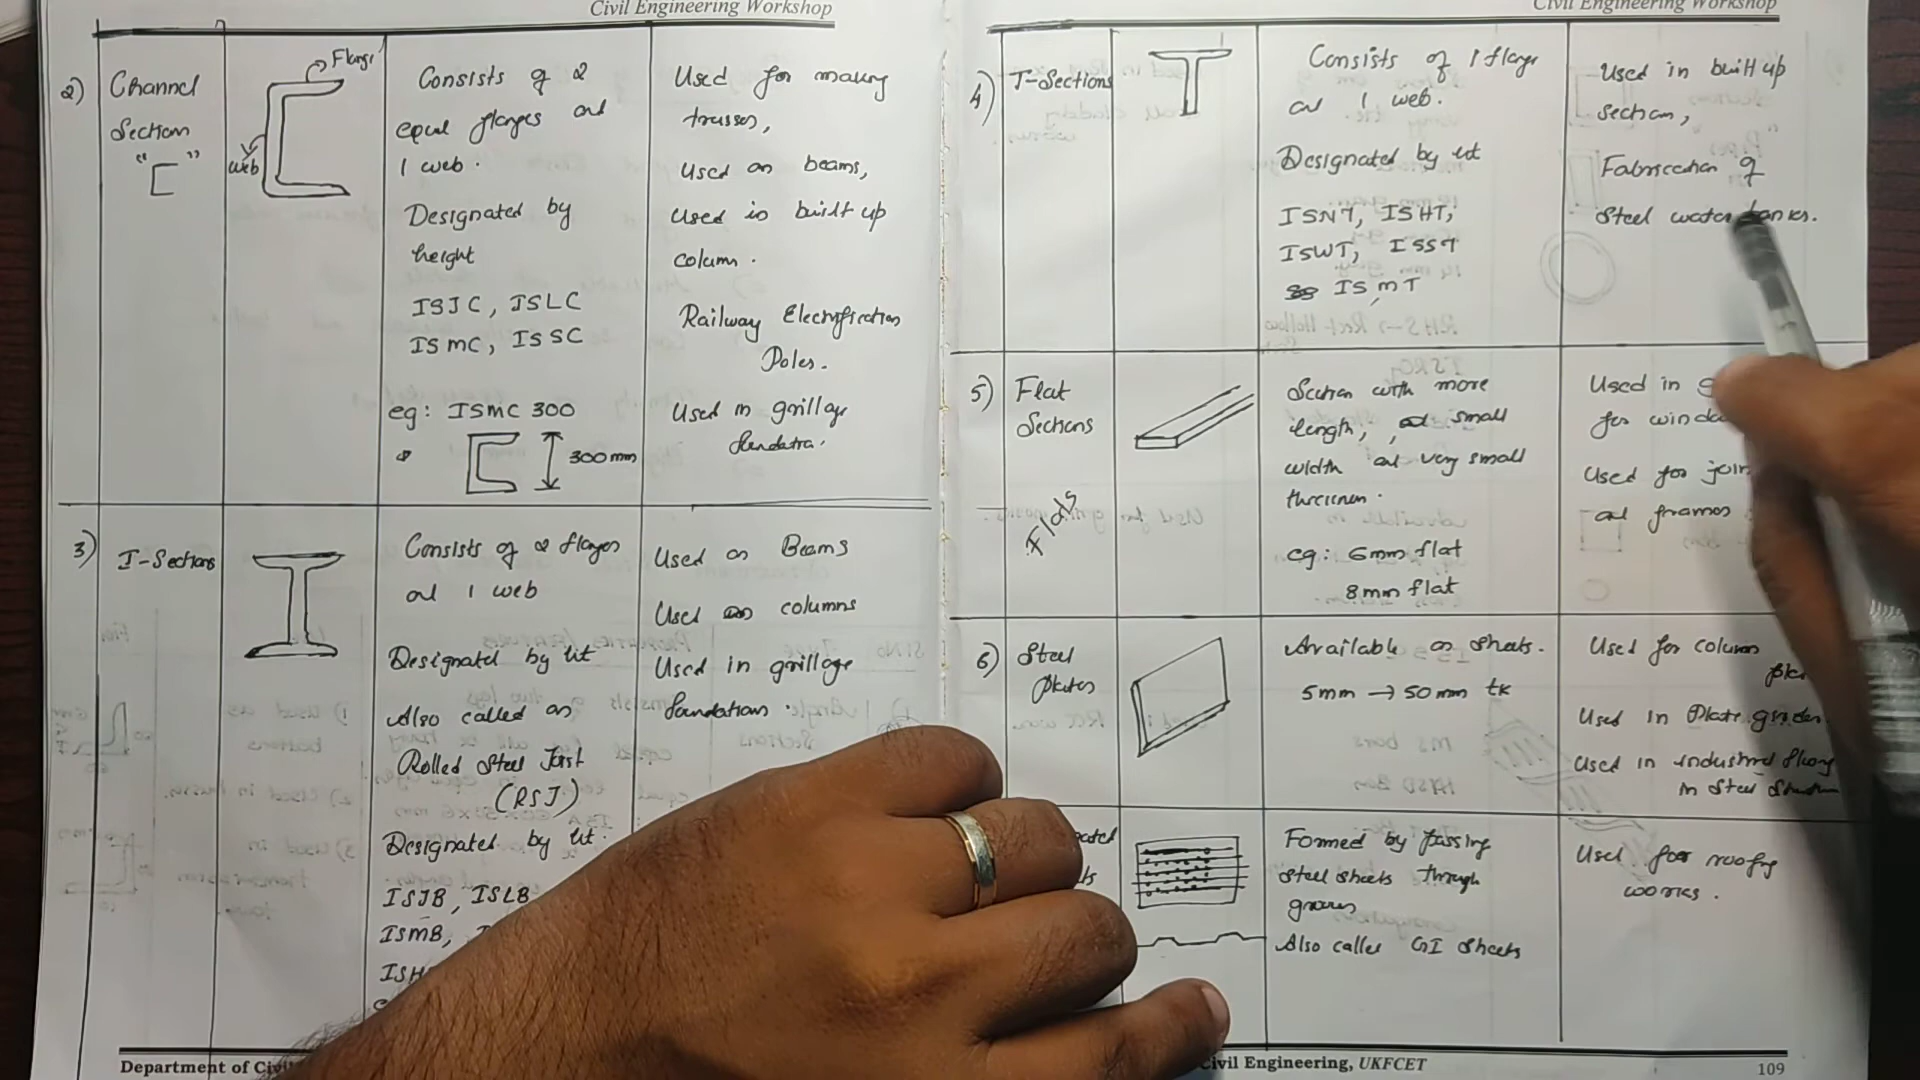 Civil Engineering Workshop
2) Channel
Section
"[ "
Flange
web
Consists of 2
equal flanges and
1 web.
Designated by
height
ISJC, ISLC
ISMC, ISSC
eg: ISMC 300
300mm
Used for making
trusses,
Used as beams,
Used in built up
column.
Railway Electrification
Poles.
Used in grillage
3) I-Sections
Consists of 2 flanges
and 1 web
Designated by ht
Also called as
Rolled Steel Joist
(RSJ)
Designated by ht.
ISJB, ISLB
ISMB,
Used as Beams
Used as columns
Used in grillage
foundations.
Department of
Civil Engineering Workshop
4) T-Sections
Consists of 1 flange
and 1 web.
Designated by ht
ISNT, ISHT,
ISWT, ISST
ISMT
Used in built up
section,
Fabrication of
Steel water tanks.
5) Flat
Sections
Flats
Section with more
length, and small
width and very small
thickness.
eg: 6mm flat
8mm flat
Used in
for
Used for
and frames
6) Steel
plates
Available as sheets.
5mm → 50mm tk
Used for column
Used in Plate girder
Used in industrial
in Steel
Formed by passing
Steel sheets through
grooves
Also called GI sheets
Used for roofing
works.
Civil Engineering, UKFCET
109